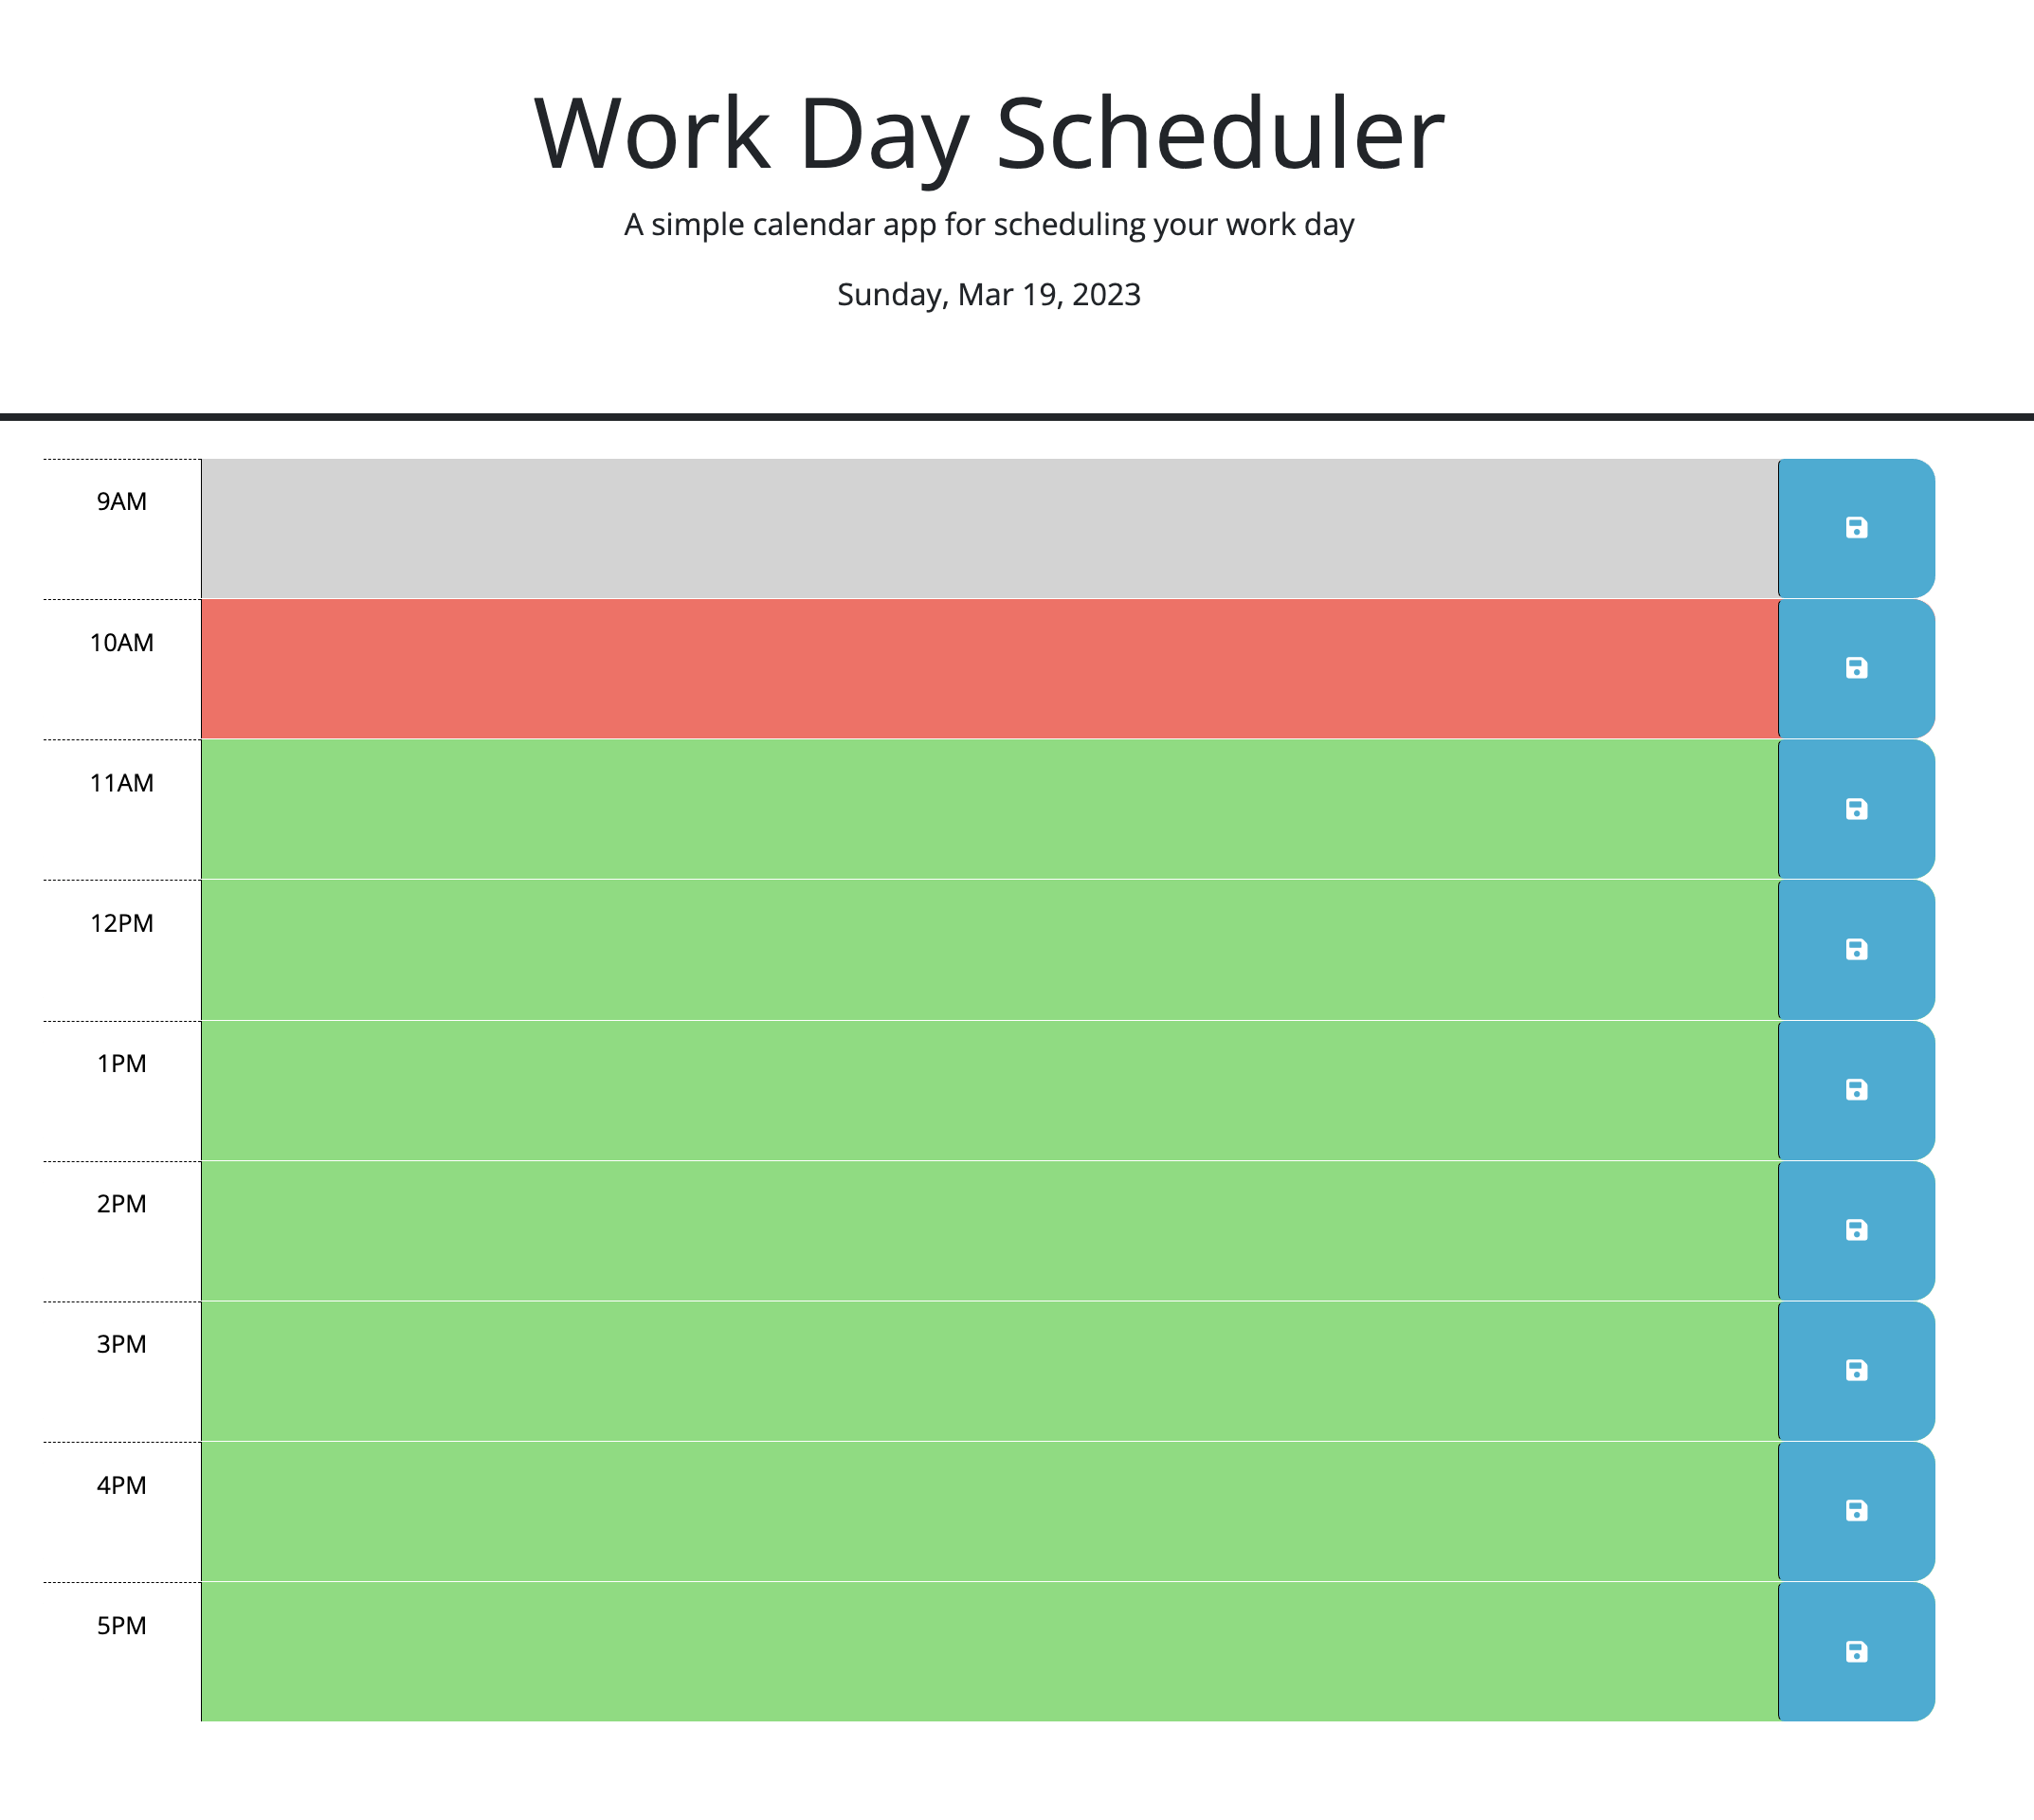 Work Day Scheduler
A simple calendar app for scheduling your work day
Sunday, Mar 19, 2023
9AM
10AM
11AM
12PM
1PM
2PM
3PM
4PM
5PM